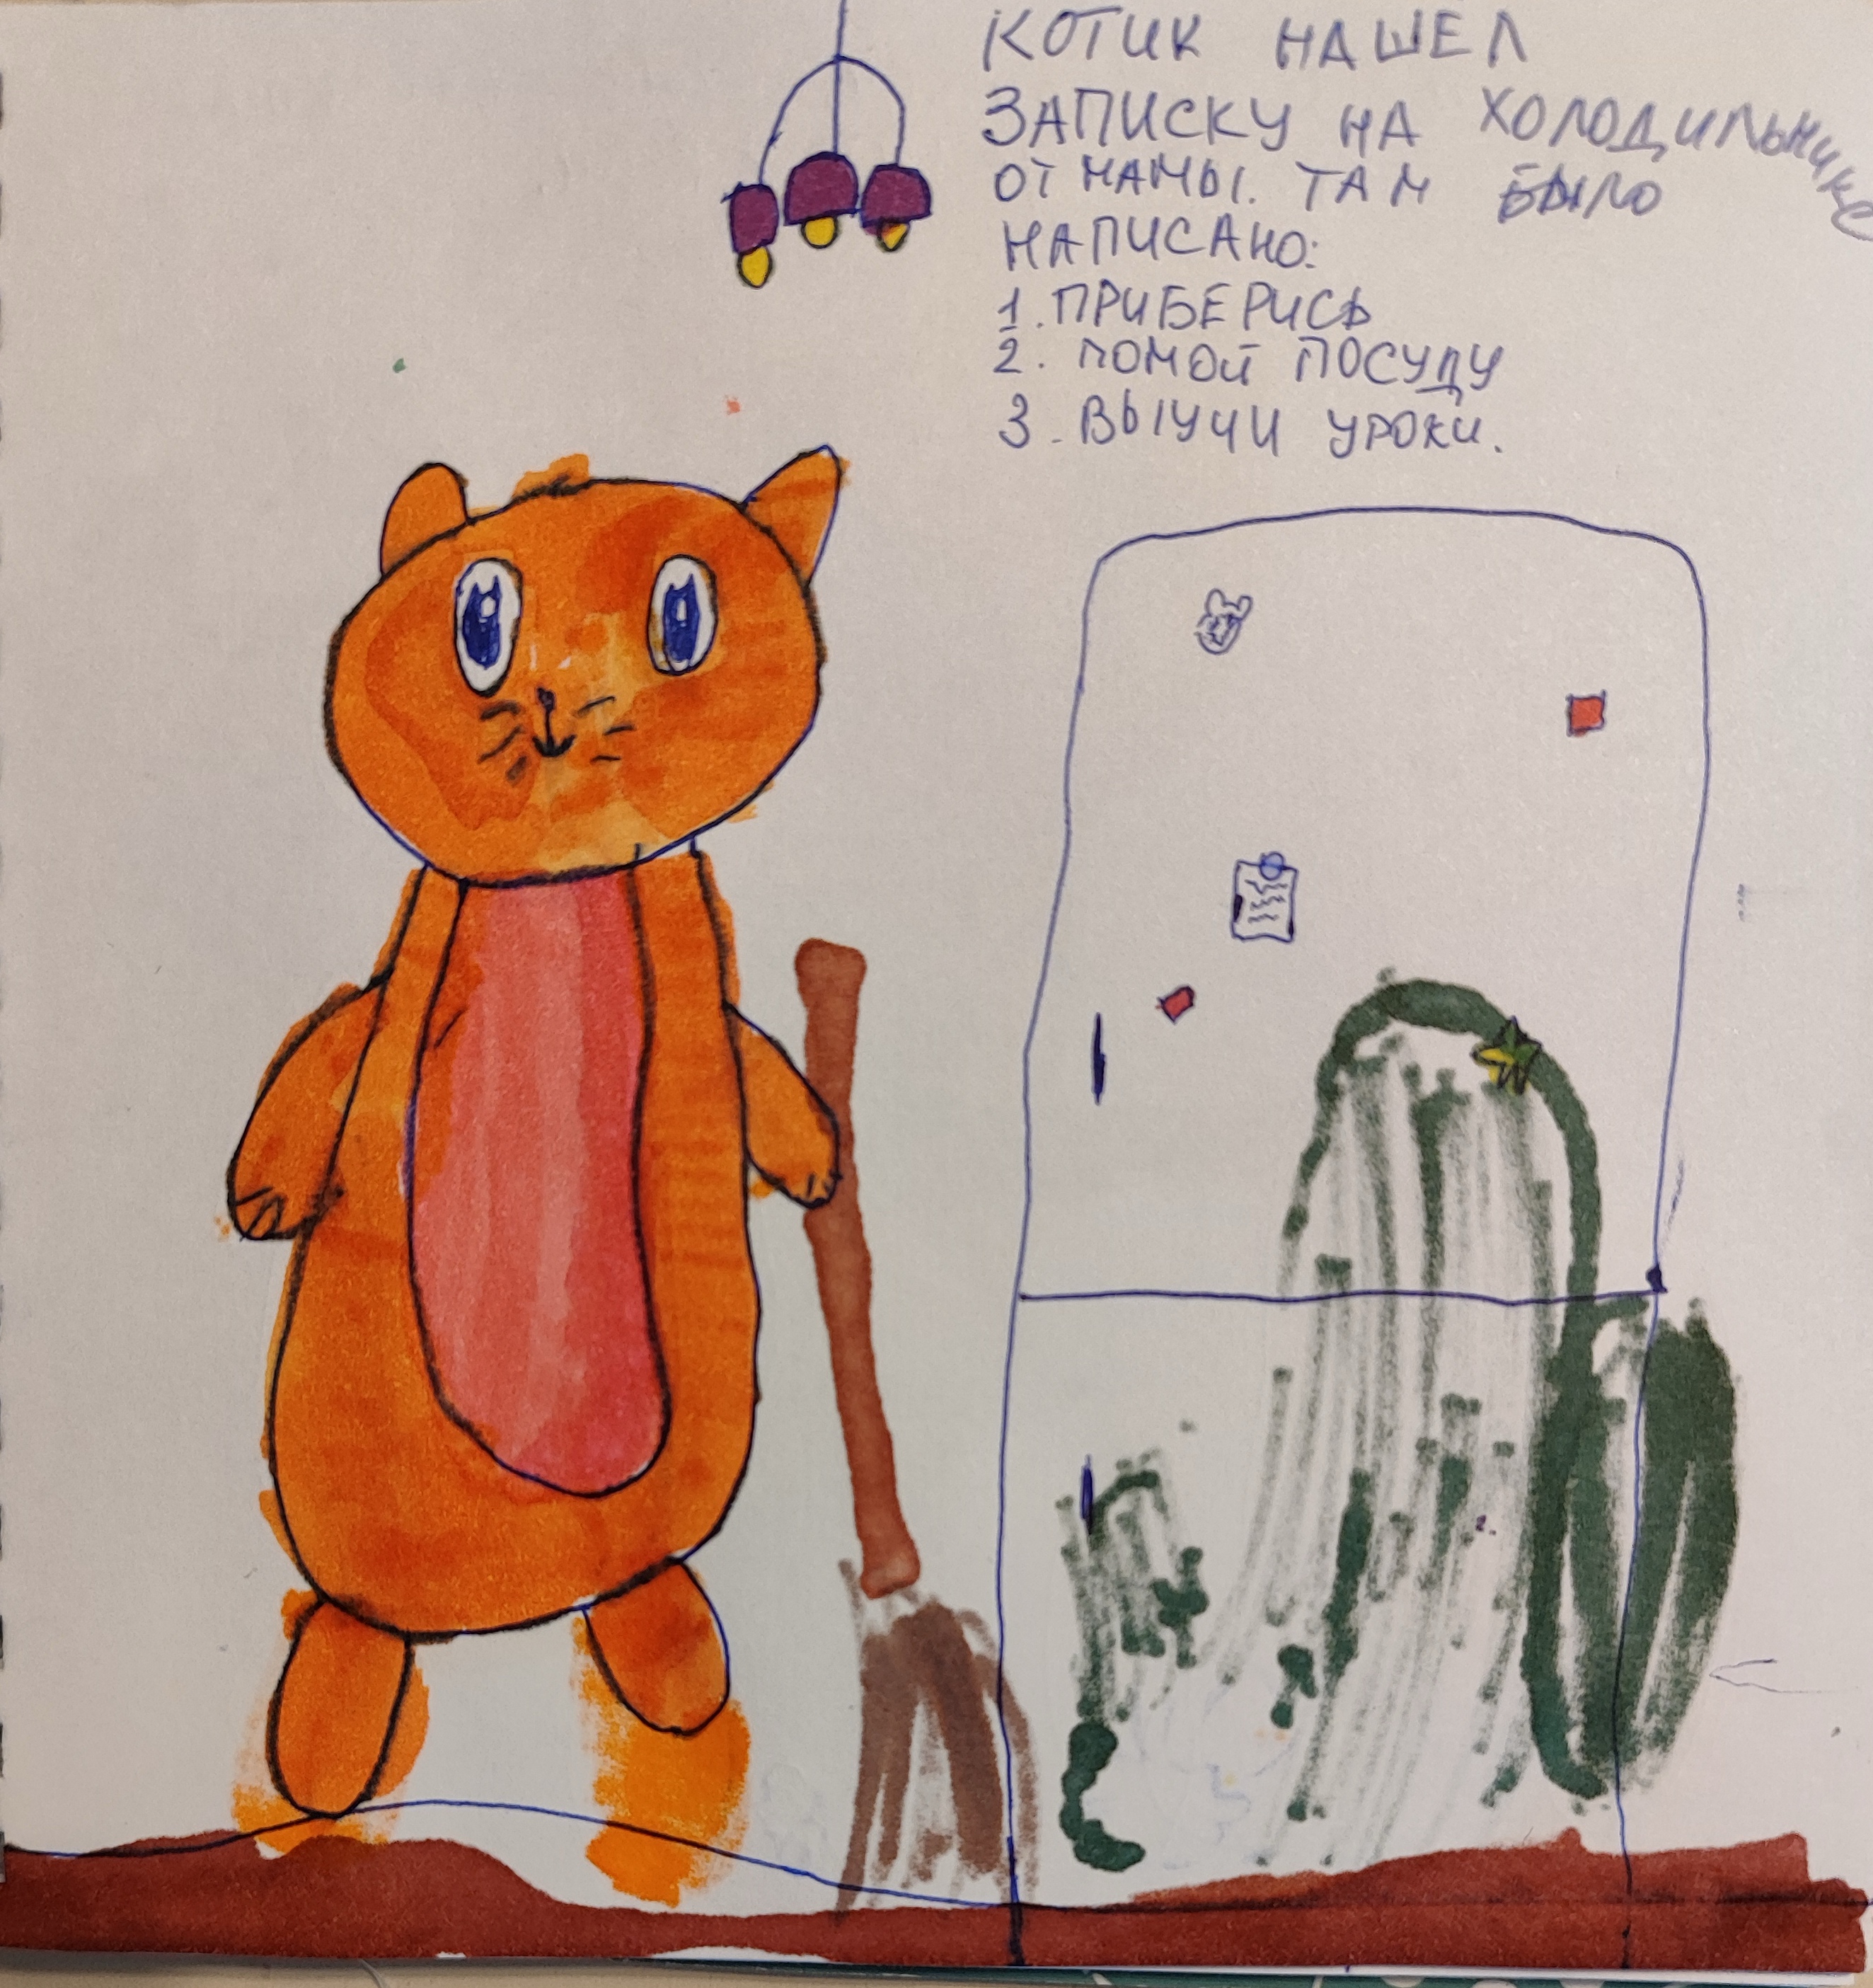 КОТИК НАШЕЛ
ЗАПИСКУ НА ХОЛОДИЛЬНИКЕ
ОТ МАМЫ. ТАМ БЫЛО
НАПИСАНО:
1. ПРИБЕРИСЬ
2. ПОМОЙ ПОСУДУ
3. ВЫУЧИ УРОКИ.